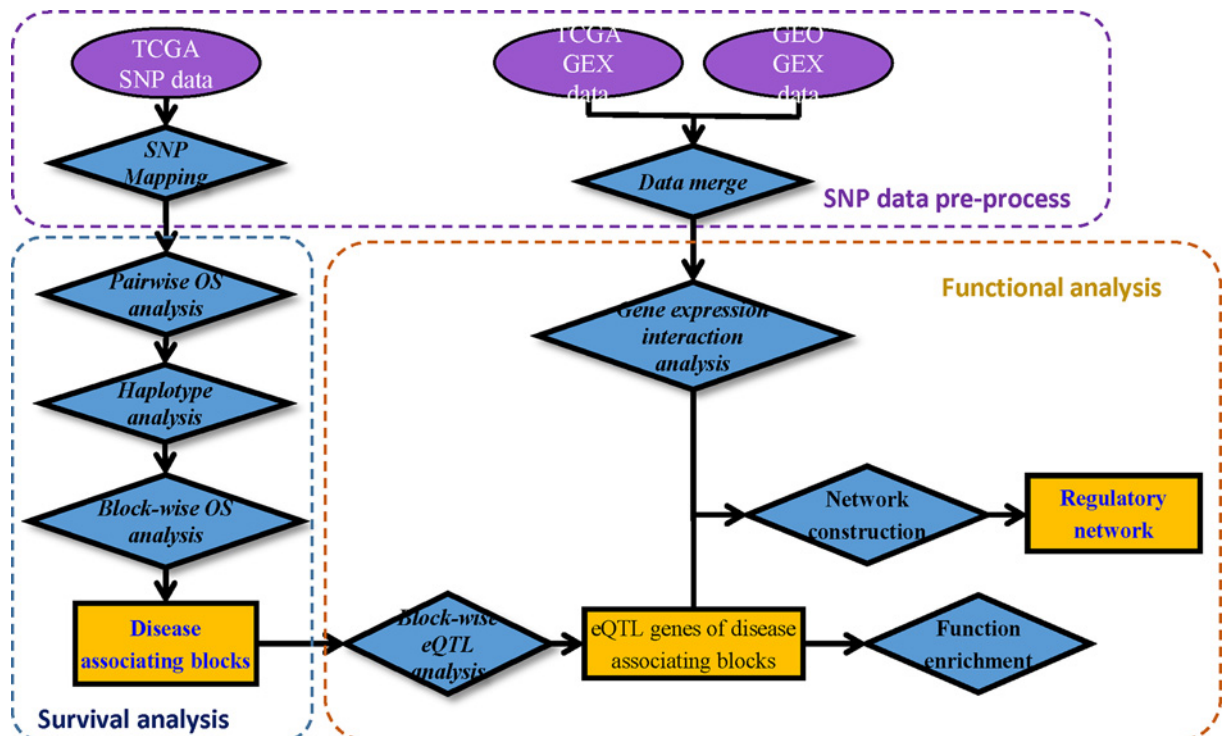 TCGA
SNP data
TCGA
GEX
data
GEO
GEX
data
SNP
Mapping
Data merge
SNP data pre-process
Pairwise OS
analysis
Haplotype
analysis
Block-wise OS
analysis
Disease
associating blocks
Survival analysis
Functional analysis
Gene expression
interaction
analysis
Network
construction
Regulatory
network
Block-wise
eQTL
analysis
eQTL genes of disease
associating blocks
Function
enrichment